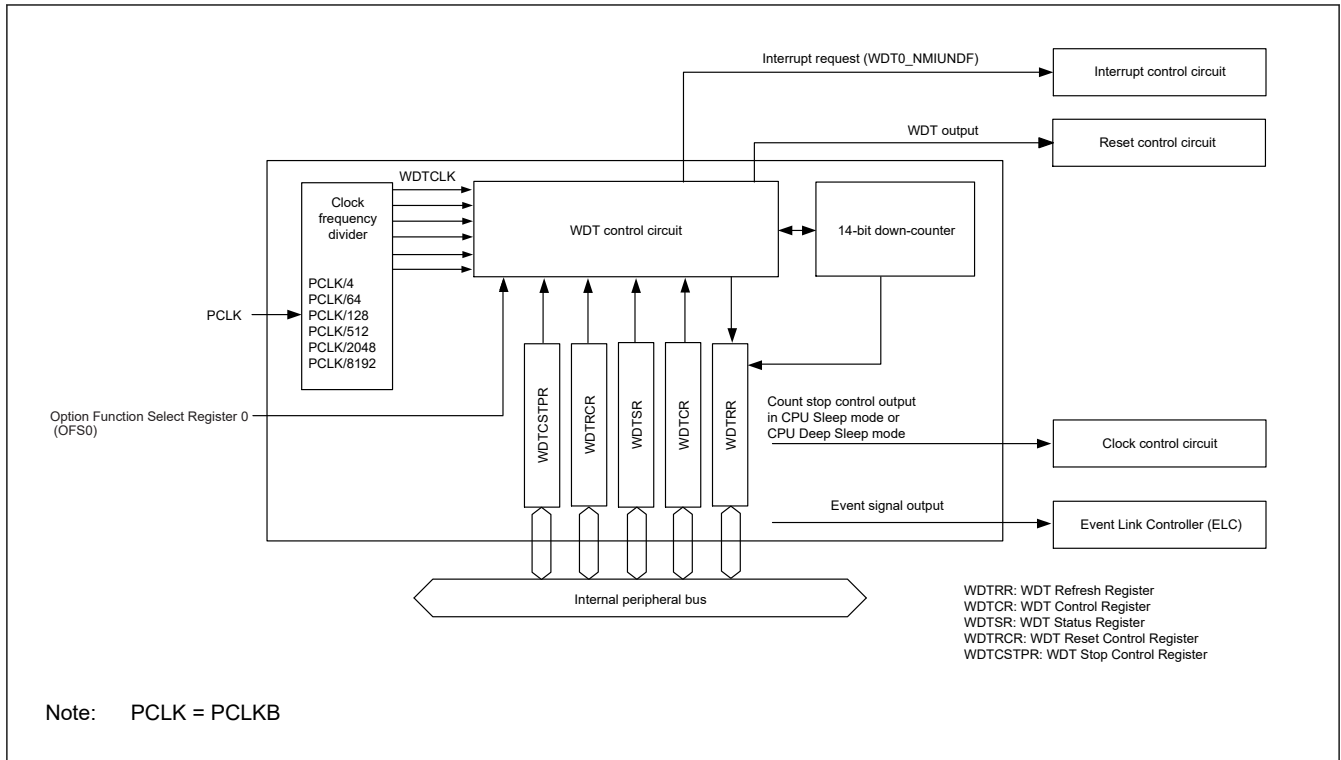 Interrupt request (WDT0_NMIUNDF)
Interrupt control circuit
WDT output
Reset control circuit
WDTCLK
Clock
frequency
divider
WDT control circuit
14-bit down-counter
PCLK/4
PCLK/64
PCLK/128
PCLK/512
PCLK/2048
PCLK/8192
PCLK
Option Function Select Register 0
(OFS0)
WDTCSTPR
WDTRCR
WDTSR
WDTCR
WDTRR
Count stop control output
in CPU Sleep mode or
CPU Deep Sleep mode
Clock control circuit
Event signal output
Event Link Controller (ELC)
Internal peripheral bus
WDTRR: WDT Refresh Register
WDTCR: WDT Control Register
WDTSR: WDT Status Register
WDTRCR: WDT Reset Control Register
WDTCSTPR: WDT Stop Control Register
Note: PCLK = PCLKB